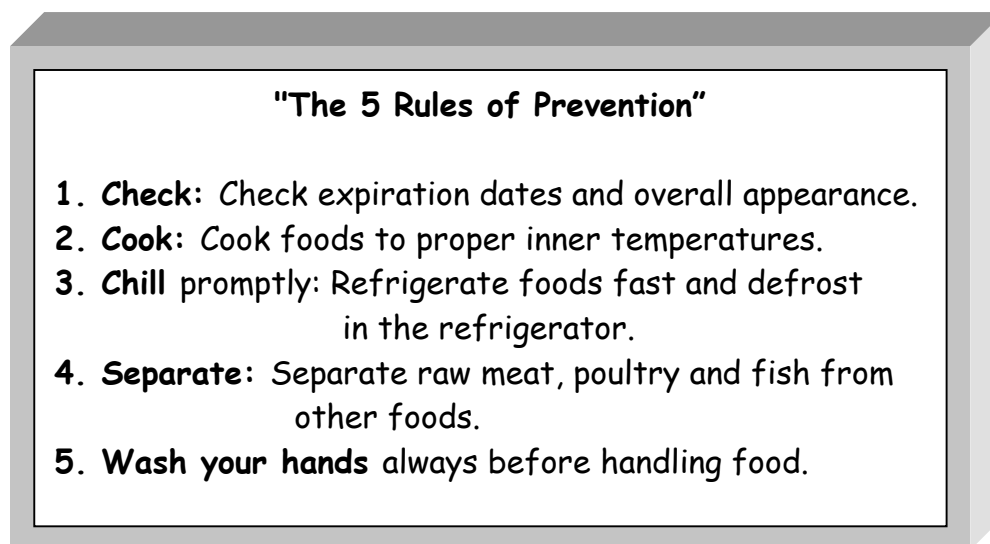 "The 5 Rules of Prevention”
1. Check: Check expiration dates and overall appearance.
2. Cook: Cook foods to proper inner temperatures.
3. Chill promptly: Refrigerate foods fast and defrost
in the refrigerator.
4. Separate: Separate raw meat, poultry and fish from
other foods.
5. Wash your hands always before handling food.